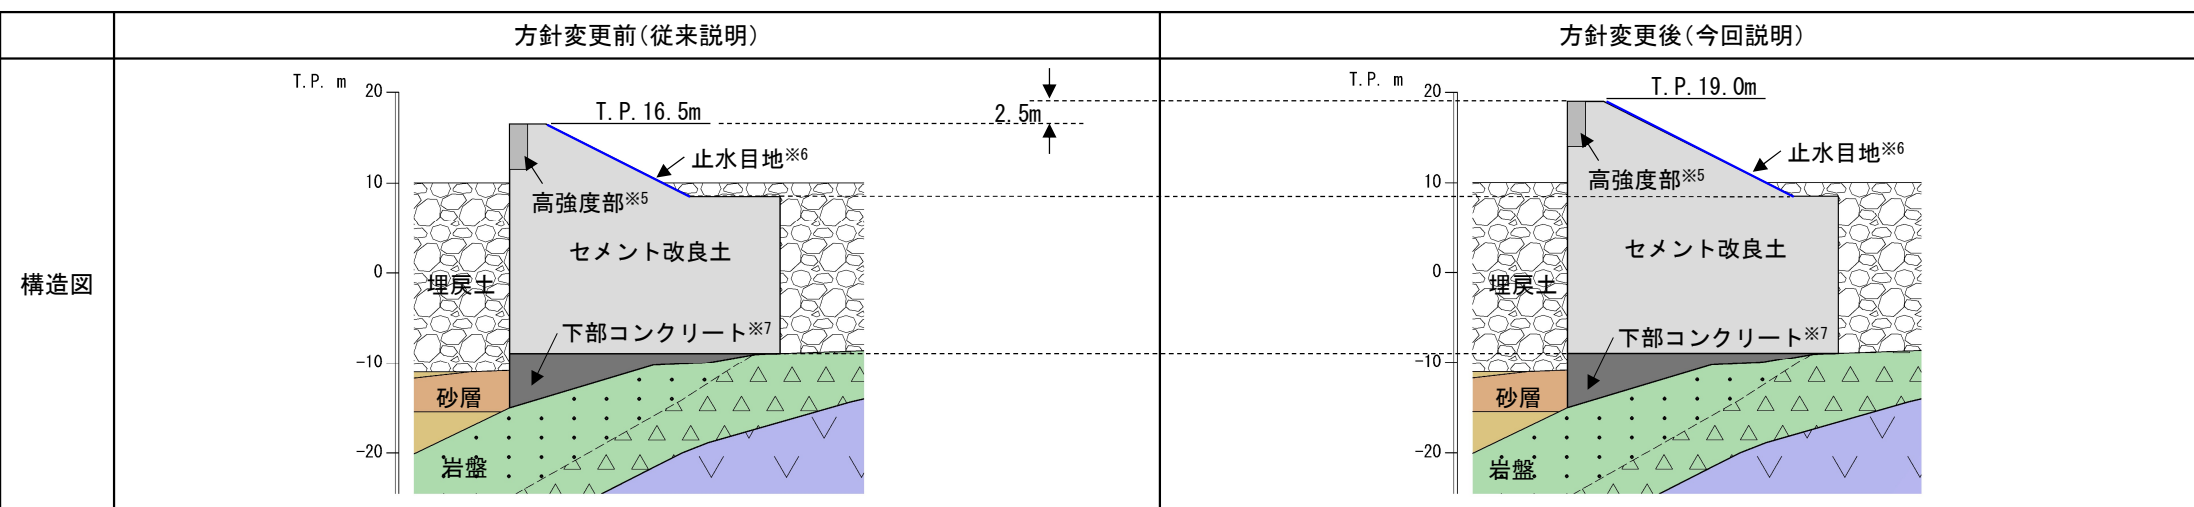 方針変更前(従来説明)
方針変更後(今回説明)
構造図
T.P. m
20
10
0
-10
-20
T.P.16.5m
2.5m
止水目地※6
高強度部※5
セメント改良土
埋戻土
下部コンクリート※7
砂層
岩盤
T.P. m
20
10
0
-10
-20
T.P.19.0m
止水目地※6
高強度部※5
セメント改良土
埋戻土
下部コンクリート※7
砂層
岩盤